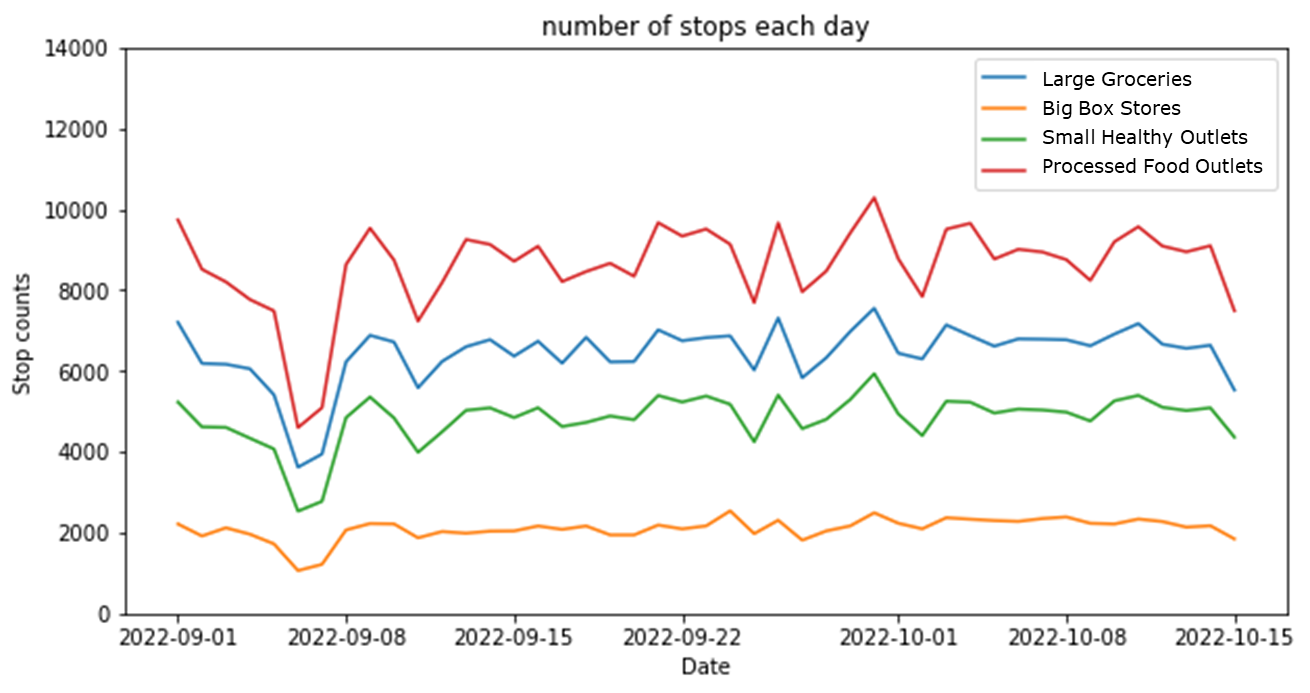 number of stops each day
14000
12000
10000
8000
6000
4000
2000
0
Stop counts
Large Groceries
Big Box Stores
Small Healthy Outlets
Processed Food Outlets
2022-09-01
2022-09-08
2022-09-15
2022-09-22
2022-10-01
2022-10-08
2022-10-15
Date